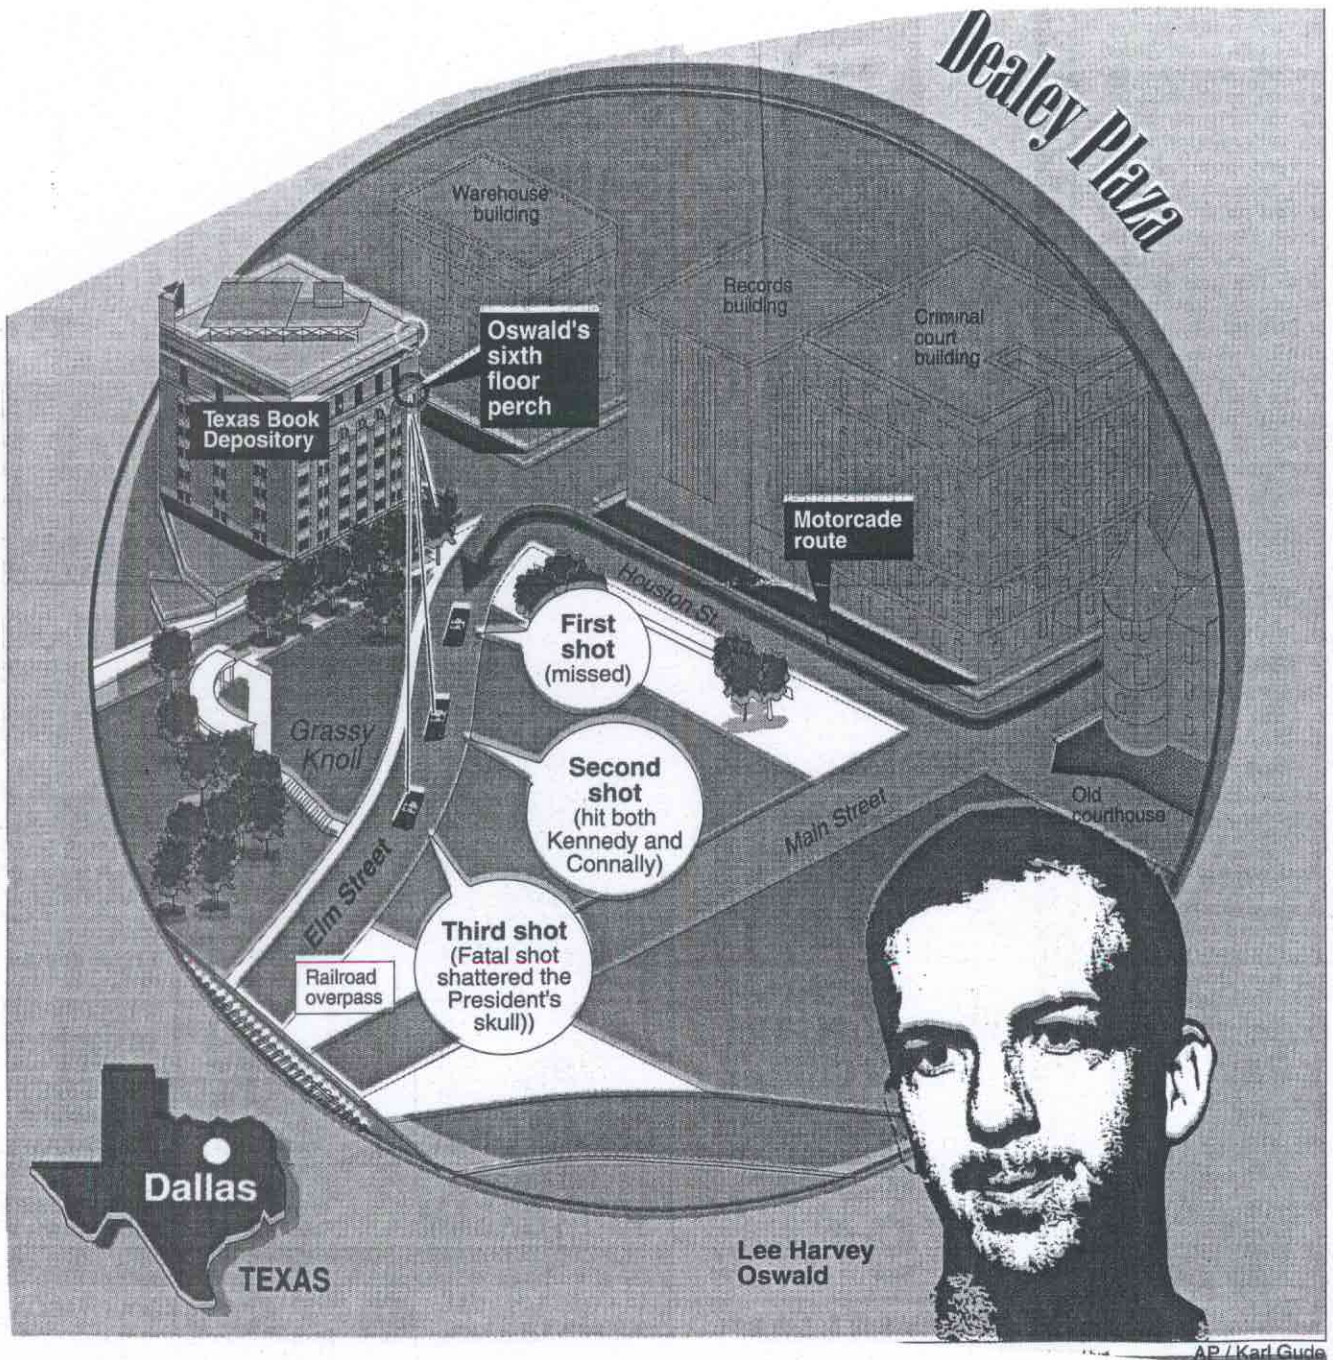 Dealey Plaza
Warehouse
building
Records
building
Criminal
court
building
Oswald's
sixth
floor
perch
Texas Book
Depository
Motorcade
route
Houston St.
First
shot
(missed)
Grassy
Knoll
Second
shot
(hit both
Kennedy and
Connally)
Main Street
Old
courthouse
Elm Street
Third shot
(Fatal shot
shattered the
President's
skull))
Railroad
overpass
Dallas
TEXAS
Lee Harvey
Oswald
AP / Karl Gude